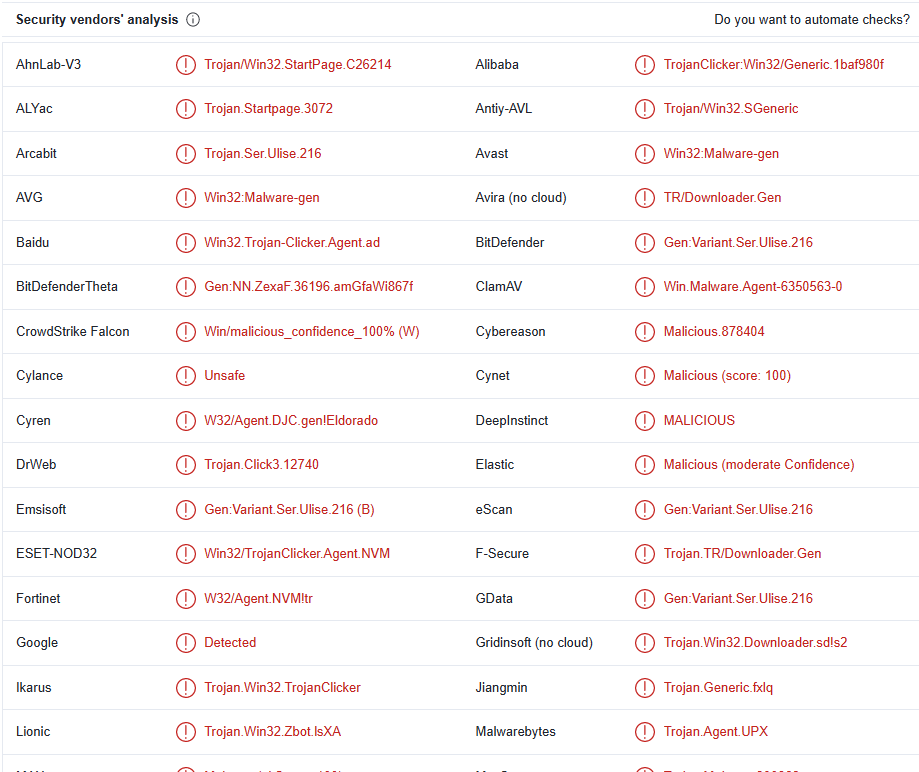 Security vendors' analysis Do you want to automate checks?
AhnLab-V3 Trojan/Win32.StartPage.C26214 Alibaba TrojanClicker:Win32/Generic.1baf980f
ALYac Trojan.Startpage.3072 Antiy-AVL Trojan/Win32.SGeneric
Arcabit Trojan.Ser.Ulise.216 Avast Win32:Malware-gen
AVG Win32:Malware-gen Avira (no cloud) TR/Downloader.Gen
Baidu Win32.Trojan-Clicker.Agent.ad BitDefender Gen:Variant.Ser.Ulise.216
BitDefenderTheta Gen:NN.ZexaF.36196.amGfaWi867f ClamAV Win.Malware.Agent-6350563-0
CrowdStrike Falcon Win/malicious_confidence_100% (W) Cybereason Malicious.878404
Cylance Unsafe Cynet Malicious (score: 100)
Cyren W32/Agent.DJC.gen!Eldorado DeepInstinct MALICIOUS
DrWeb Trojan.Click3.12740 Elastic Malicious (moderate Confidence)
Emsisoft Gen:Variant.Ser.Ulise.216 (B) eScan Gen:Variant.Ser.Ulise.216
ESET-NOD32 Win32/TrojanClicker.Agent.NVM F-Secure Trojan.TR/Downloader.Gen
Fortinet W32/Agent.NVM!tr GData Gen:Variant.Ser.Ulise.216
Google Detected Gridinsoft (no cloud) Trojan.Win32.Downloader.sd!s2
Ikarus Trojan.Win32.TrojanClicker Jiangmin Trojan.Generic.fxlq
Lionic Trojan.Win32.Zbot.lsXA Malwarebytes Trojan.Agent.UPX